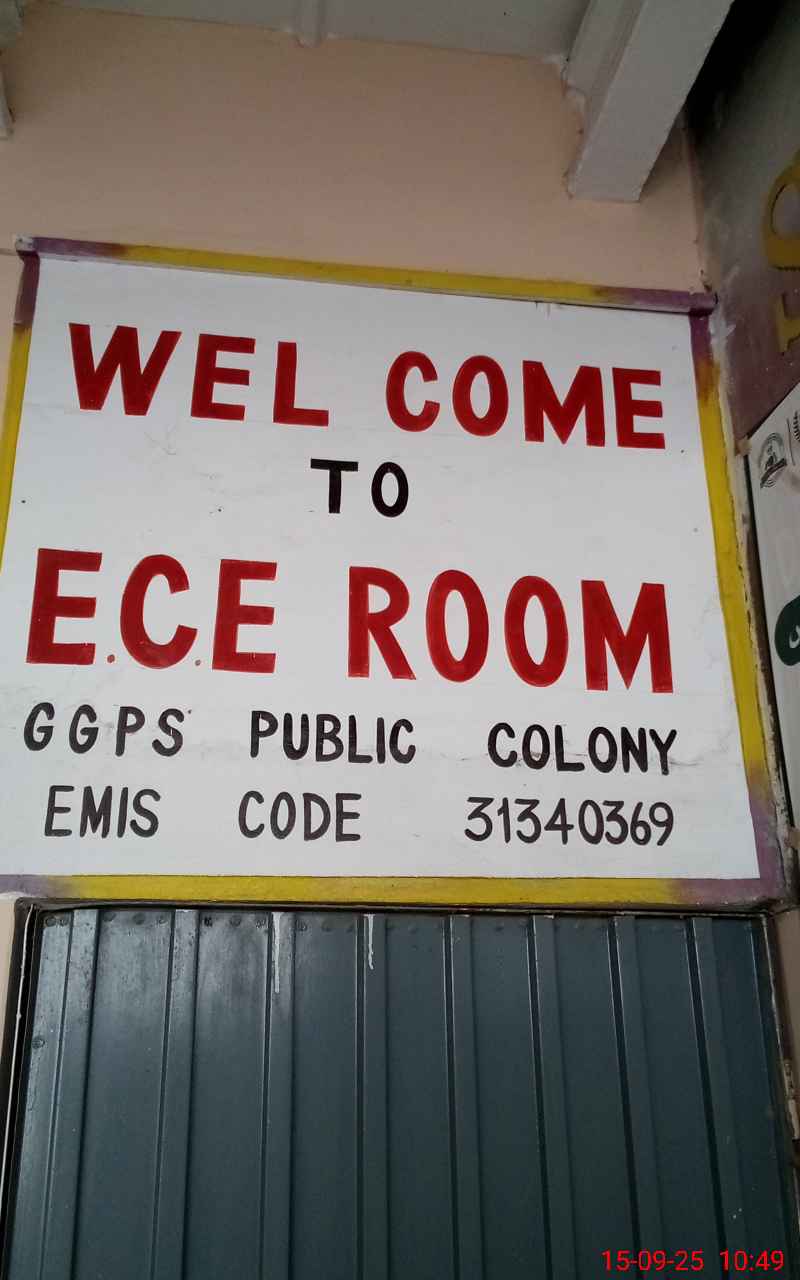 WEL COME
TO
E.C.E ROOM
GGPS PUBLIC COLONY
EMIS CODE 31340369
15-09-25 10:49